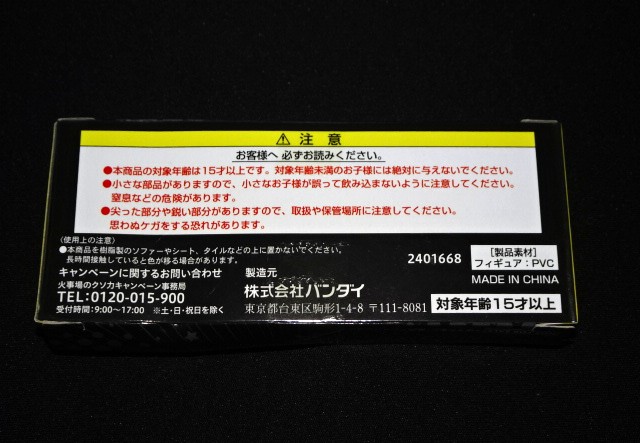 ⚠ 注 意
お客様へ 必ずお読みください。
●本商品の対象年齢は15才以上です。対象年齢未満のお子様には絶対に与えないでください。
●小さな部品がありますので、小さなお子様が誤って飲み込まないように注意してください。
窒息などの危険があります。
●尖った部分や鋭い部分がありますので、取扱や保管場所に注意してください。
思わぬケガをする恐れがあります。
〈使用上の注意〉
●本商品を樹脂製のソファーやシート、タイルなどの上に置かないでください。
長時間接触していると色が移る場合があります。
キャンペーンに関するお問い合わせ
火事場のクソカキャンペーン事務局
TEL:0120-015-900
受付時間:9:00～17:00 ※土・日・祝日を除く
製造元
株式会社バンダイ
東京都台東区駒形1-4-8 〒111-8081
2401668
[製品素材]
フィギュア:PVC
MADE IN CHINA
対象年齢15才以上